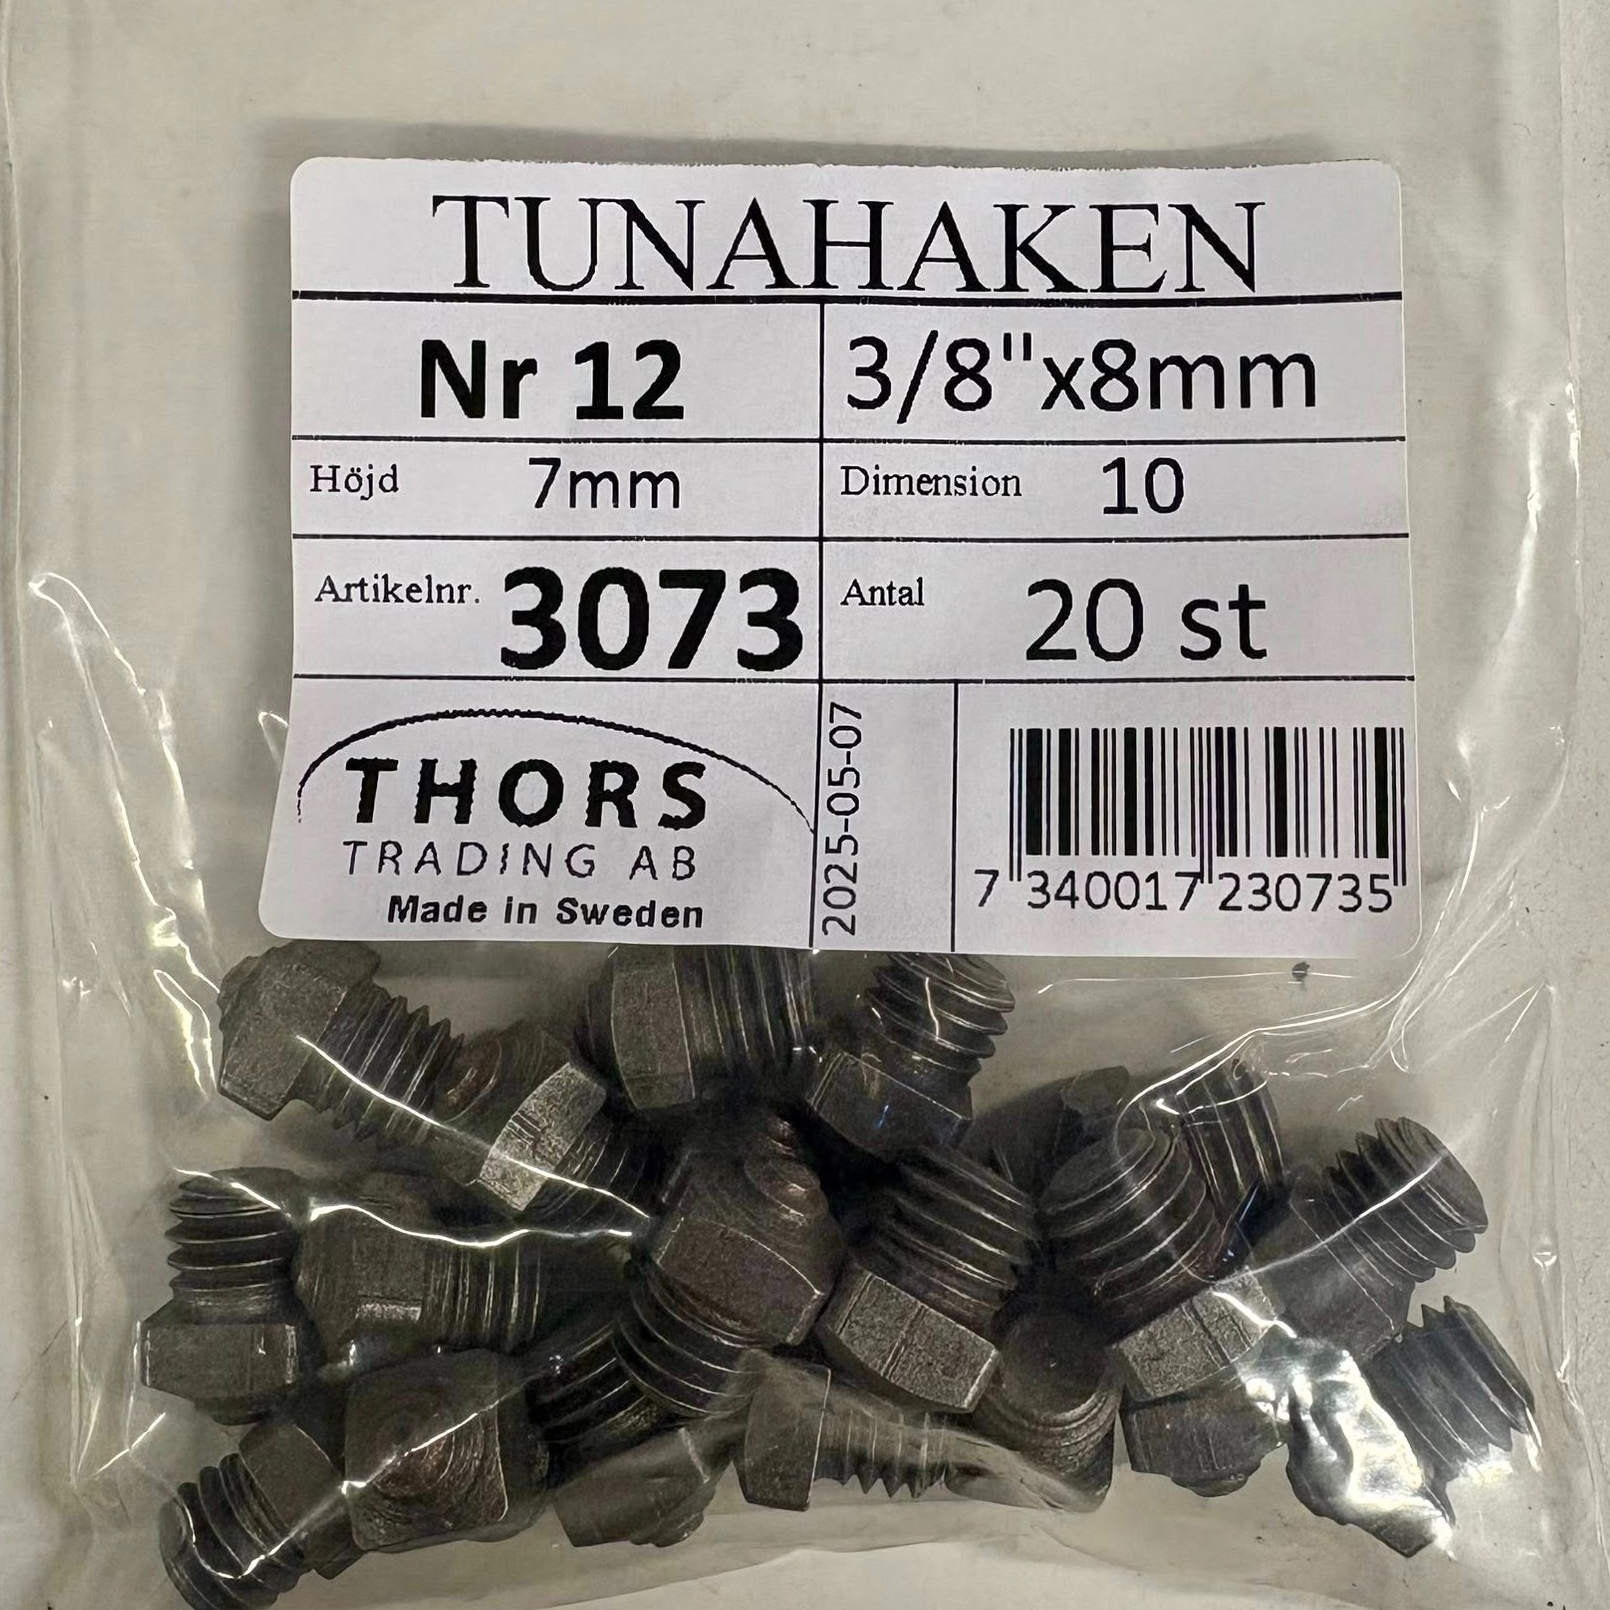 TUNAHAKEN
Nr 12
3/8"x8mm
Höjd 7mm
Dimension 10
Artikelnr. 3073
Antal 20 st
THORS
TRADING AB
Made in Sweden
2025-05-07
7 340017 230735